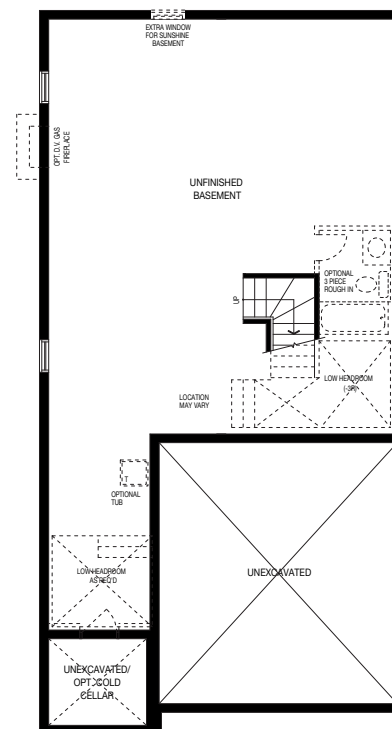 EXTRA WINDOW
FOR SUNSHINE
BASEMENT
OPT. D.V. GAS
FIREPLACE
UNFINISHED
BASEMENT
OPTIONAL
3 PIECE
ROUGH IN
UP
LOW HEADROOM
(-3R)
LOCATION
MAY VARY
T
OPTIONAL
TUB
LOW HEADROOM
AS REQ'D
UNEXCAVATED
UNEXCAVATED/
OPT. COLD
CELLAR